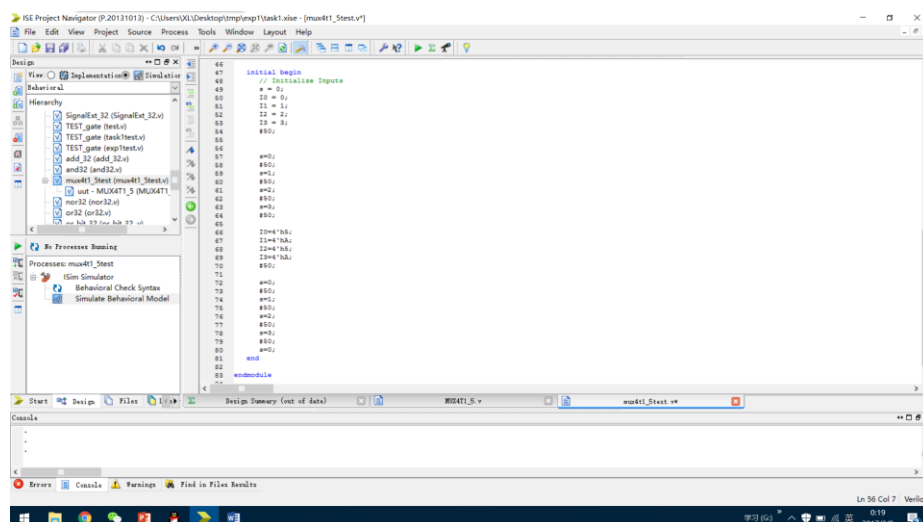 ISE Project Navigator (P.20131013) - C:\Users\XL\Desktop\tmp\exp1\task1.xise - [mux4t1_5test.v*]
File Edit View Project Source Process Tools Window Layout Help
Design
View: Implementation Simulation
Behavioral
Hierarchy
SignalExt_32 (SignalExt_32.v)
TEST_gate (test.v)
TEST_gate (task1test.v)
TEST_gate (exp1test.v)
add_32 (add_32.v)
and32 (and32.v)
mux4t1_5test (mux4t1_5test.v)
uut - MUX4T1_5 (MUX4T1_
nor32 (nor32.v)
or32 (or32.v)
No Processes Running
Processes: mux4t1_5test
ISim Simulator
Behavioral Check Syntax
Simulate Behavioral Model
46
47 initial begin
48 // Initialize Inputs
49 s = 0;
50 I0 = 0;
51 I1 = 1;
52 I2 = 2;
53 I3 = 3;
54 #50;
55
56
57 s=0;
58 #50;
59 s=1;
60 #50;
61 s=2;
62 #50;
63 s=3;
64 #50;
65
66 I0=4'h5;
67 I1=4'hA;
68 I2=4'h5;
69 I3=4'hA;
70 #50;
71
72 s=0;
73 #50;
74 s=1;
75 #50;
76 s=2;
77 #50;
78 s=3;
79 #50;
80 s=0;
81 end
82
83 endmodule
Start Design Files
Design Summary (out of date) MUX4T1_5.v mux4t1_5test.v*
Console
Errors Console Warnings Find in Files Results
Ln 56 Col 7 Verilo
学习 (G:) 英 0:19